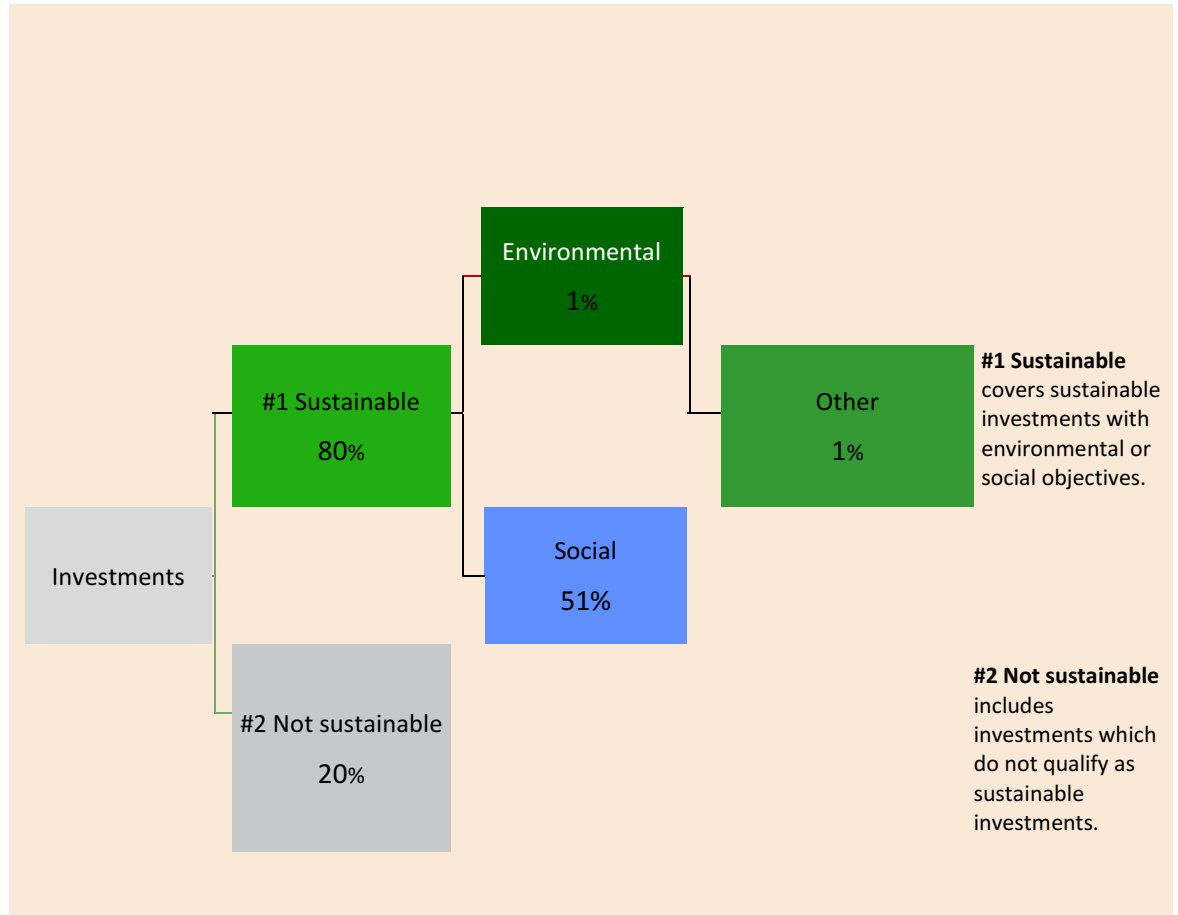 Environmental
1%
#1 Sustainable
80%
Other
1%
#1 Sustainable
covers sustainable
investments with
environmental or
social objectives.
Investments
Social
51%
#2 Not sustainable
20%
#2 Not sustainable
includes
investments which
do not qualify as
sustainable
investments.